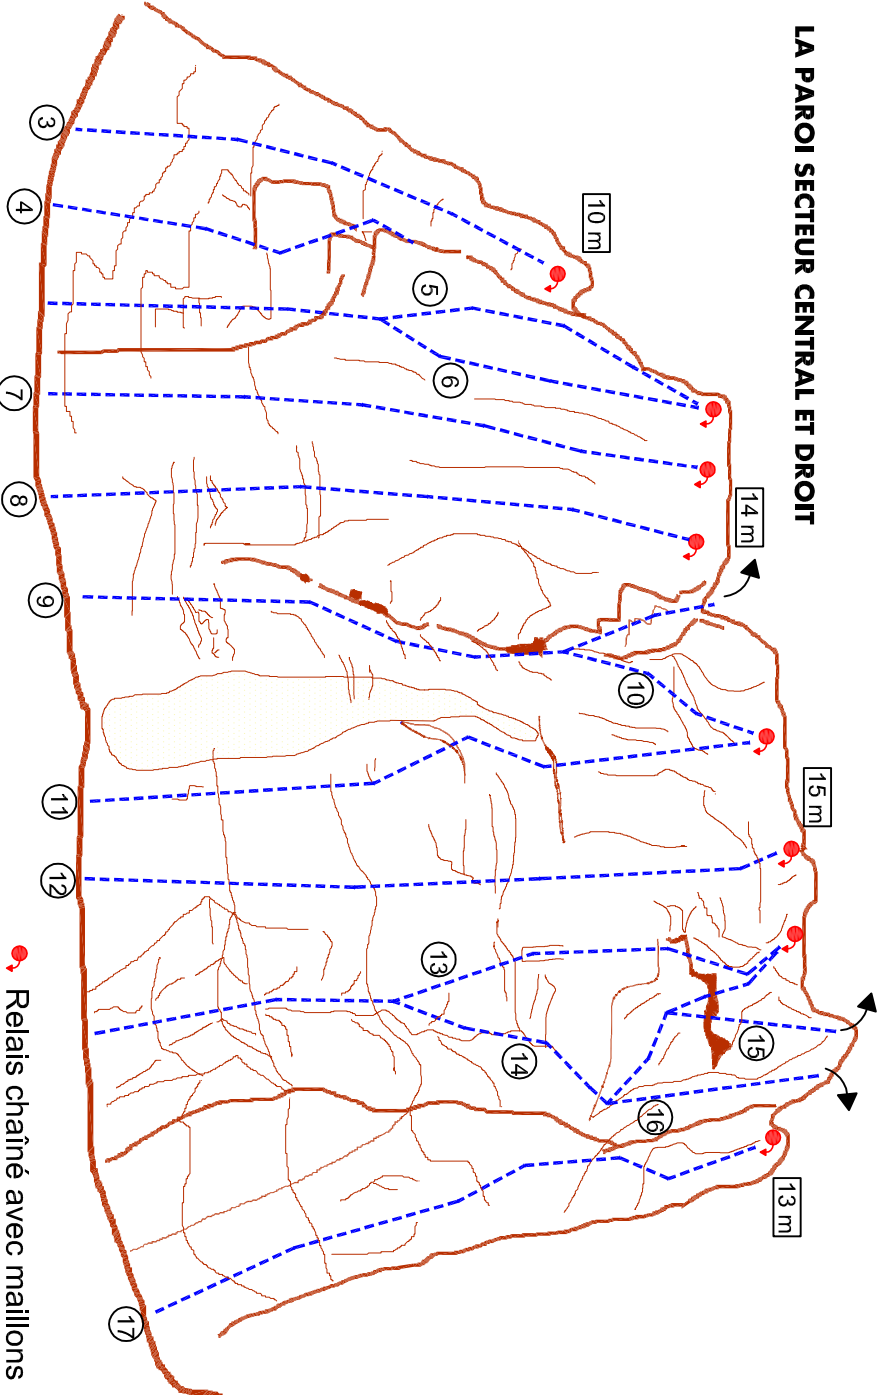 LA PAROI SECTEUR CENTRAL ET DROIT
10 m
14 m
15 m
13 m
3
4
5
6
7
8
9
10
11
12
13
14
15
16
17
Relais chaîné avec maillons